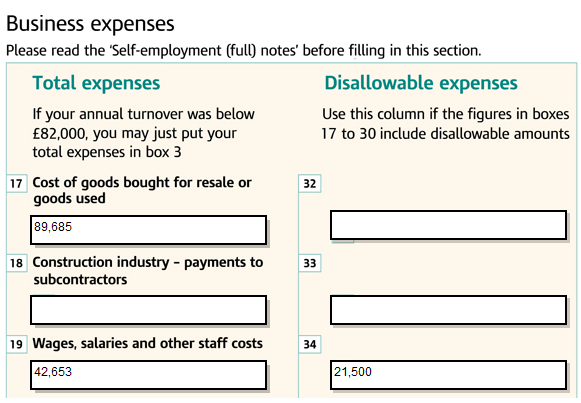 Business expenses
Please read the ‘Self-employment (full) notes’ before filling in this section.
Total expenses
If your annual turnover was below
£82,000, you may just put your
total expenses in box 3
Disallowable expenses
Use this column if the figures in boxes
17 to 30 include disallowable amounts
17 Cost of goods bought for resale or
goods used
89,685
32
18 Construction industry – payments to
subcontractors
33
19 Wages, salaries and other staff costs
42,653
34
21,500